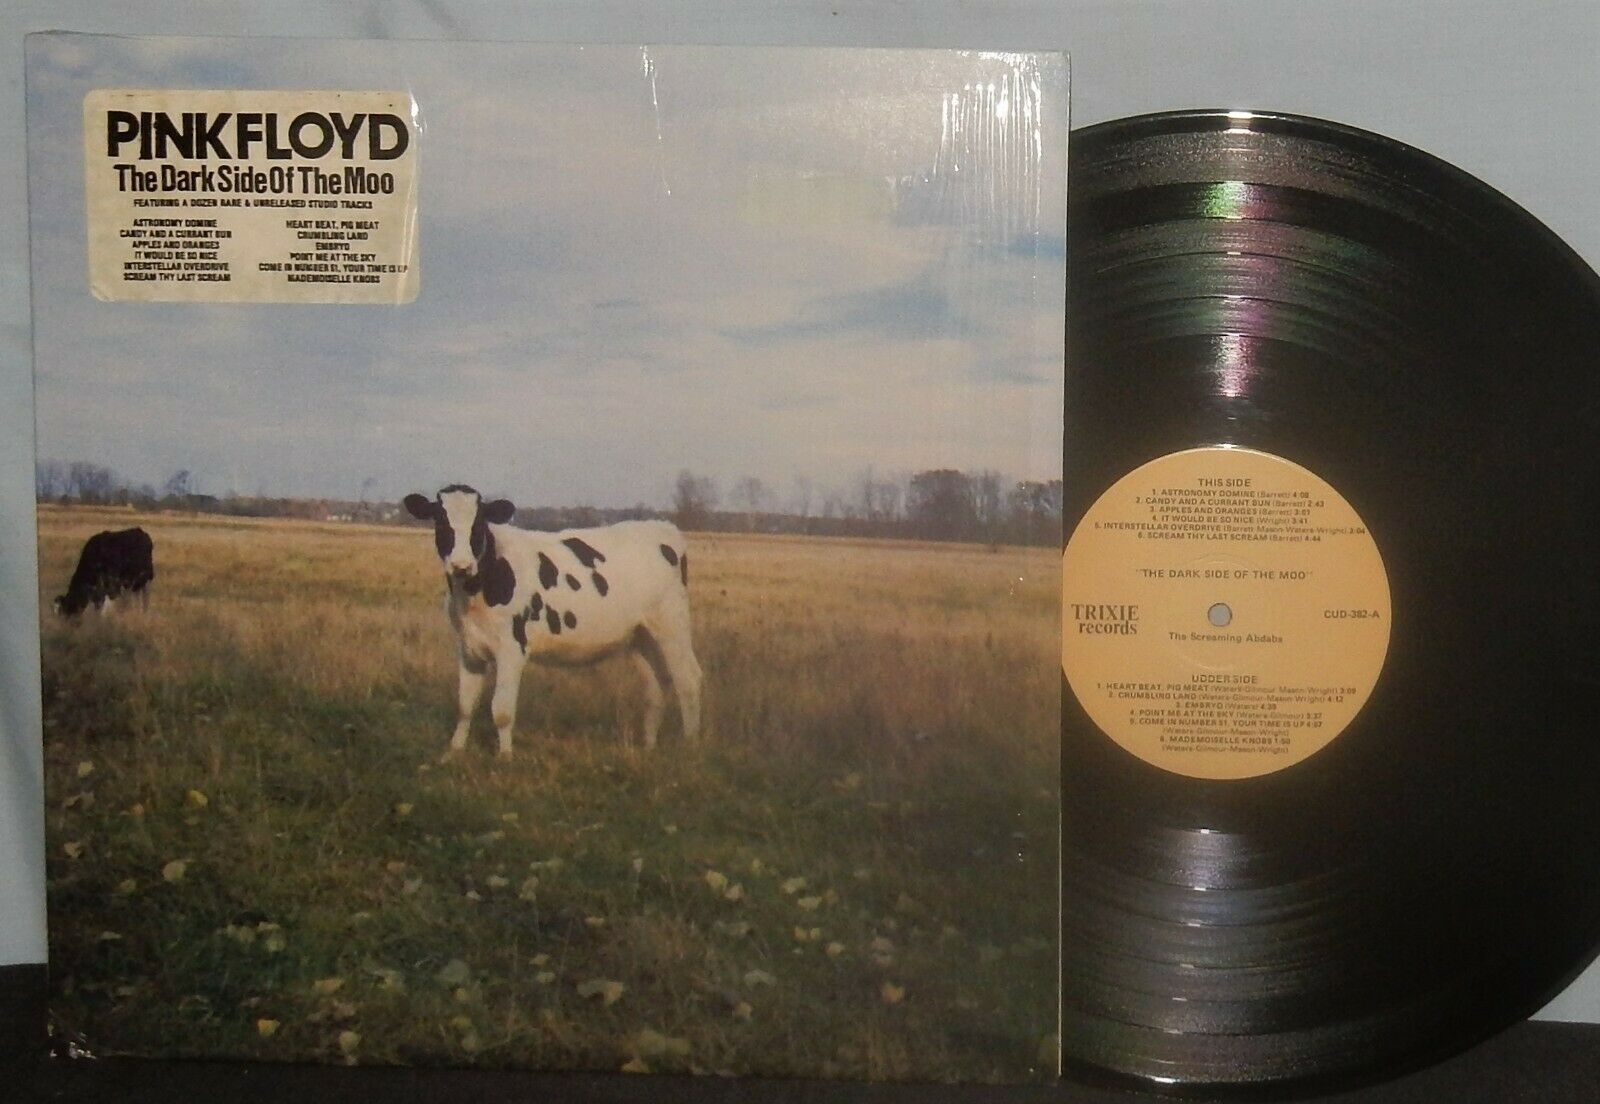 PINK FLOYD
The Dark Side Of The Moo
FEATURING A DOZEN RARE & UNRELEASED STUDIO TRACKS
ASTRONOMY DOMINE
CANDY AND A CURRANT BUN
APPLES AND ORANGES
IT WOULD BE SO NICE
INTERSTELLAR OVERDRIVE
SCREAM THY LAST SCREAM
HEART BEAT, PIG MEAT
CRUMBLING LAND
EMBRYO
POINT ME AT THE SKY
COME IN NUMBER 51, YOUR TIME IS UP
MADEMOISELLE KNOBS
THIS SIDE
1. ASTRONOMY DOMINE (Barrett) 4:08
2. CANDY AND A CURRANT BUN (Barrett) 2:43
3. APPLES AND ORANGES (Barrett) 3:01
4. IT WOULD BE SO NICE (Wright) 3:41
5. INTERSTELLAR OVERDRIVE (Barrett-Mason-Waters-Wright) 3:04
6. SCREAM THY LAST SCREAM (Barrett) 4:44
"THE DARK SIDE OF THE MOO"
TRIXIE
records
CUD-382-A
The Screaming Abdabs
UDDER SIDE
1. HEART BEAT, PIG MEAT (Waters-Gilmour-Mason-Wright) 3:09
2. CRUMBLING LAND (Waters-Gilmour-Mason-Wright) 4:12
3. EMBRYO (Waters) 4:39
4. POINT ME AT THE SKY (Waters-Gilmour) 3:37
5. COME IN NUMBER 51, YOUR TIME IS UP 4:07
(Waters-Gilmour-Mason-Wright)
6. MADEMOISELLE KNOBS 1:50
(Waters-Gilmour-Mason-Wright)